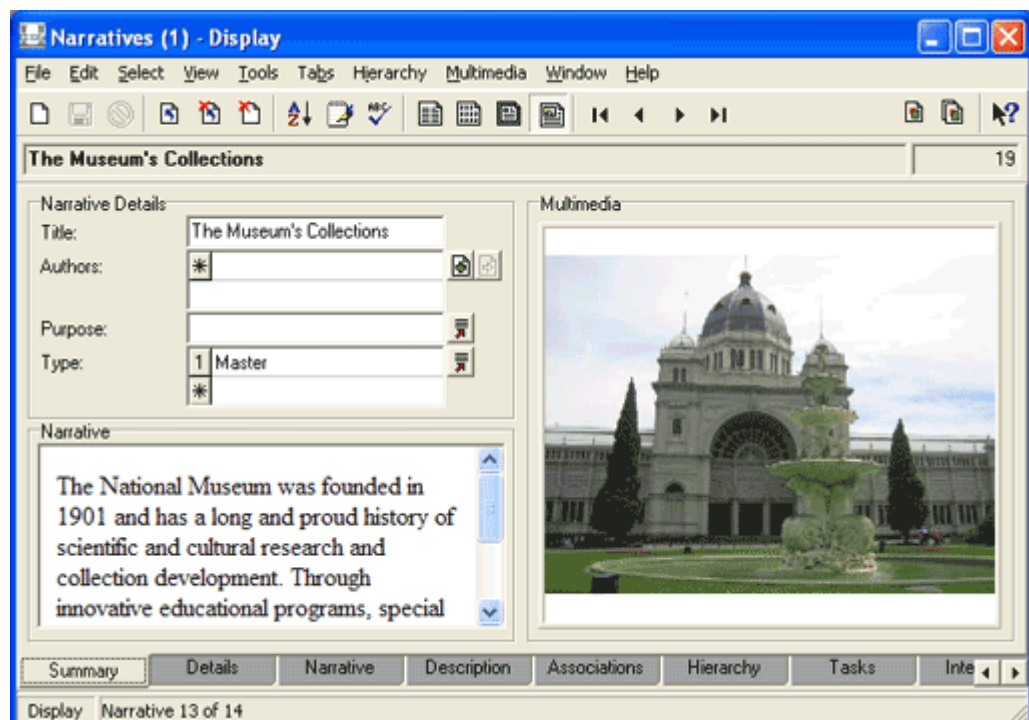 Narratives (1) - Display
File Edit Select View Tools Tabs Hierarchy Multimedia Window Help
The Museum's Collections 19
Narrative Details
Title: The Museum's Collections
Authors:
Purpose:
Type: 1 Master
Narrative
The National Museum was founded in
1901 and has a long and proud history of
scientific and cultural research and
collection development. Through
innovative educational programs, special
Multimedia
Summary Details Narrative Description Associations Hierarchy Tasks Inte
Display Narrative 13 of 14